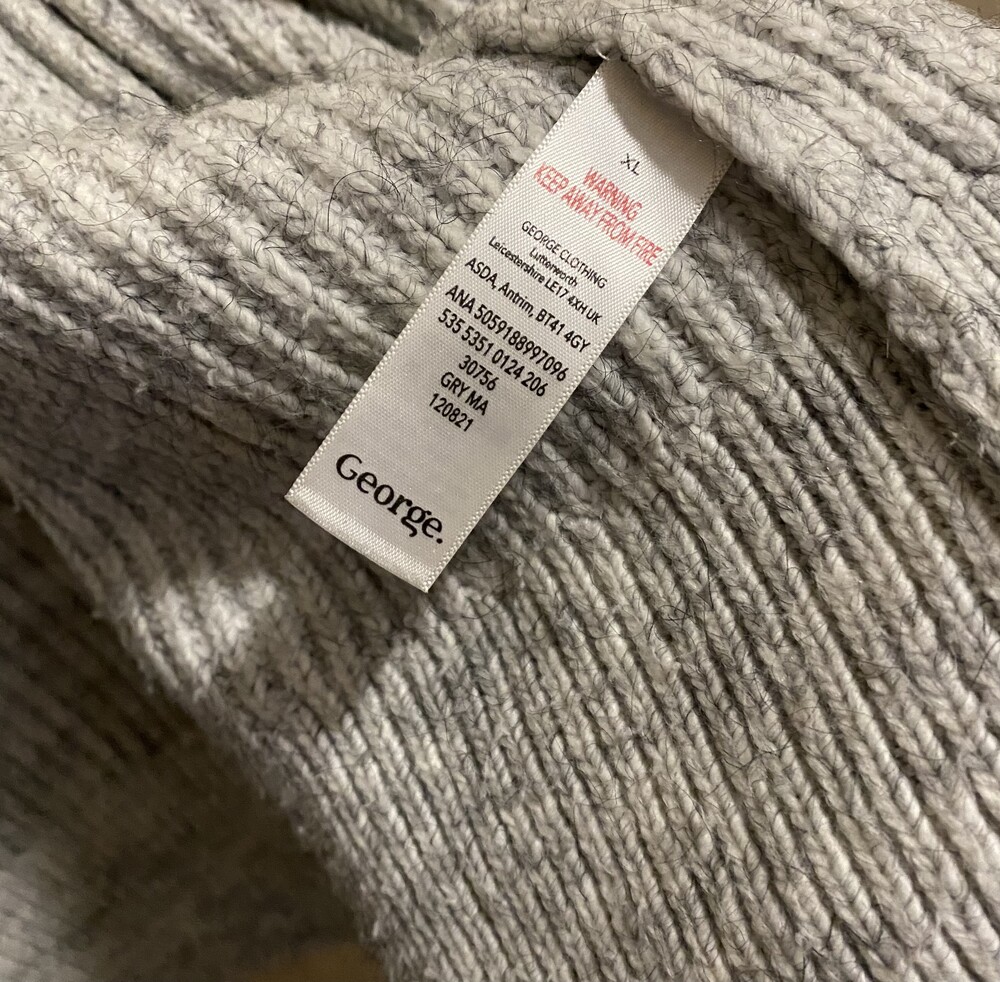 XL
WARNING
KEEP AWAY FROM FIRE
GEORGE CLOTHING
Lutterworth
Leicestershire LE17 4XH UK
ASDA, Antrim, BT41 4GY
ANA 5059188997096
535 5351 0124 206
30756
GRY MA
120821
George.